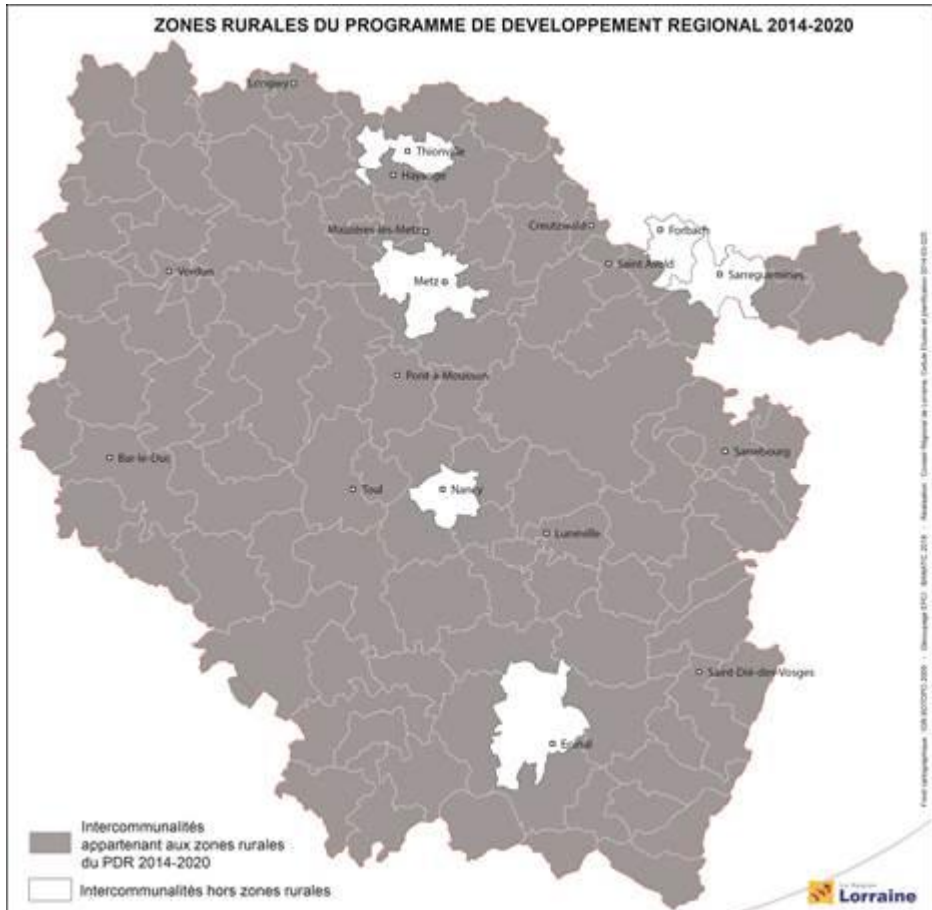 ZONES RURALES DU PROGRAMME DE DEVELOPPEMENT REGIONAL 2014-2020
Longwy
Thionville
Hayange
Maizières-lès-Metz
Creutzwald
Forbach
Saint Avold
Sarreguemines
Verdun
Metz
Pont-à-Mousson
Bar-le-Duc
Sarrebourg
Toul
Nancy
Lunéville
Saint-Dié-des-Vosges
Epinal
Intercommunalités
appartenant aux zones rurales
du PDR 2014-2020
Intercommunalités hors zones rurales
Lorraine